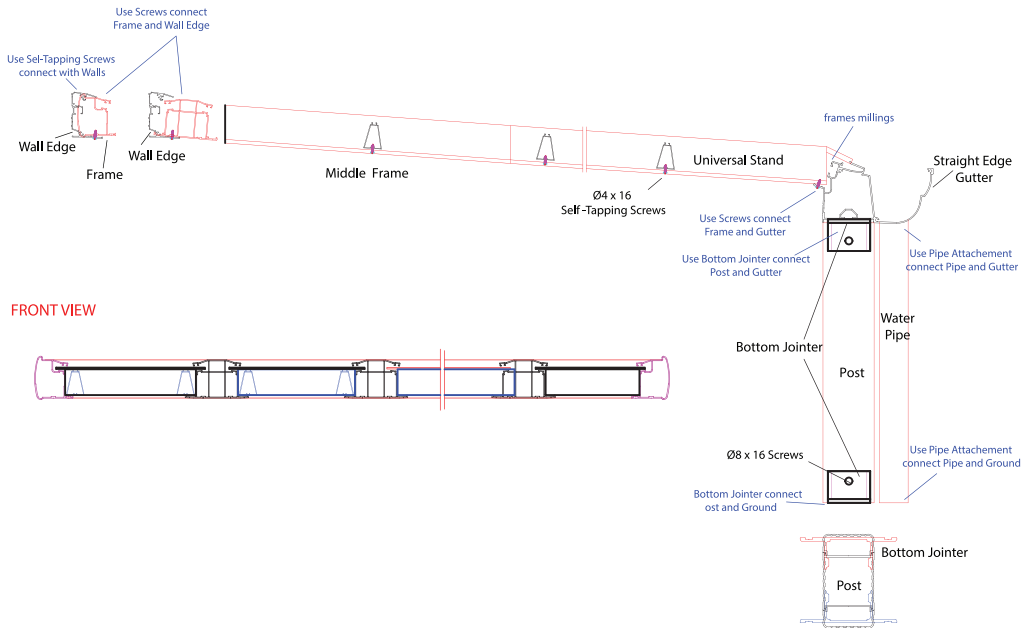 Use Screws connect
Frame and Wall Edge
Use Sel-Tapping Screws
connect with Walls
Wall Edge
Frame
Wall Edge
Middle Frame
Ø4 x 16
Self-Tapping Screws
Universal Stand
frames millings
Straight Edge
Gutter
Use Screws connect
Frame and Gutter
Use Bottom Jointer connect
Post and Gutter
Use Pipe Attachement
connect Pipe and Gutter
FRONT VIEW
Water
Pipe
Bottom Jointer
Post
Ø8 x 16 Screws
Use Pipe Attachement
connect Pipe and Ground
Bottom Jointer connect
ost and Ground
Bottom Jointer
Post